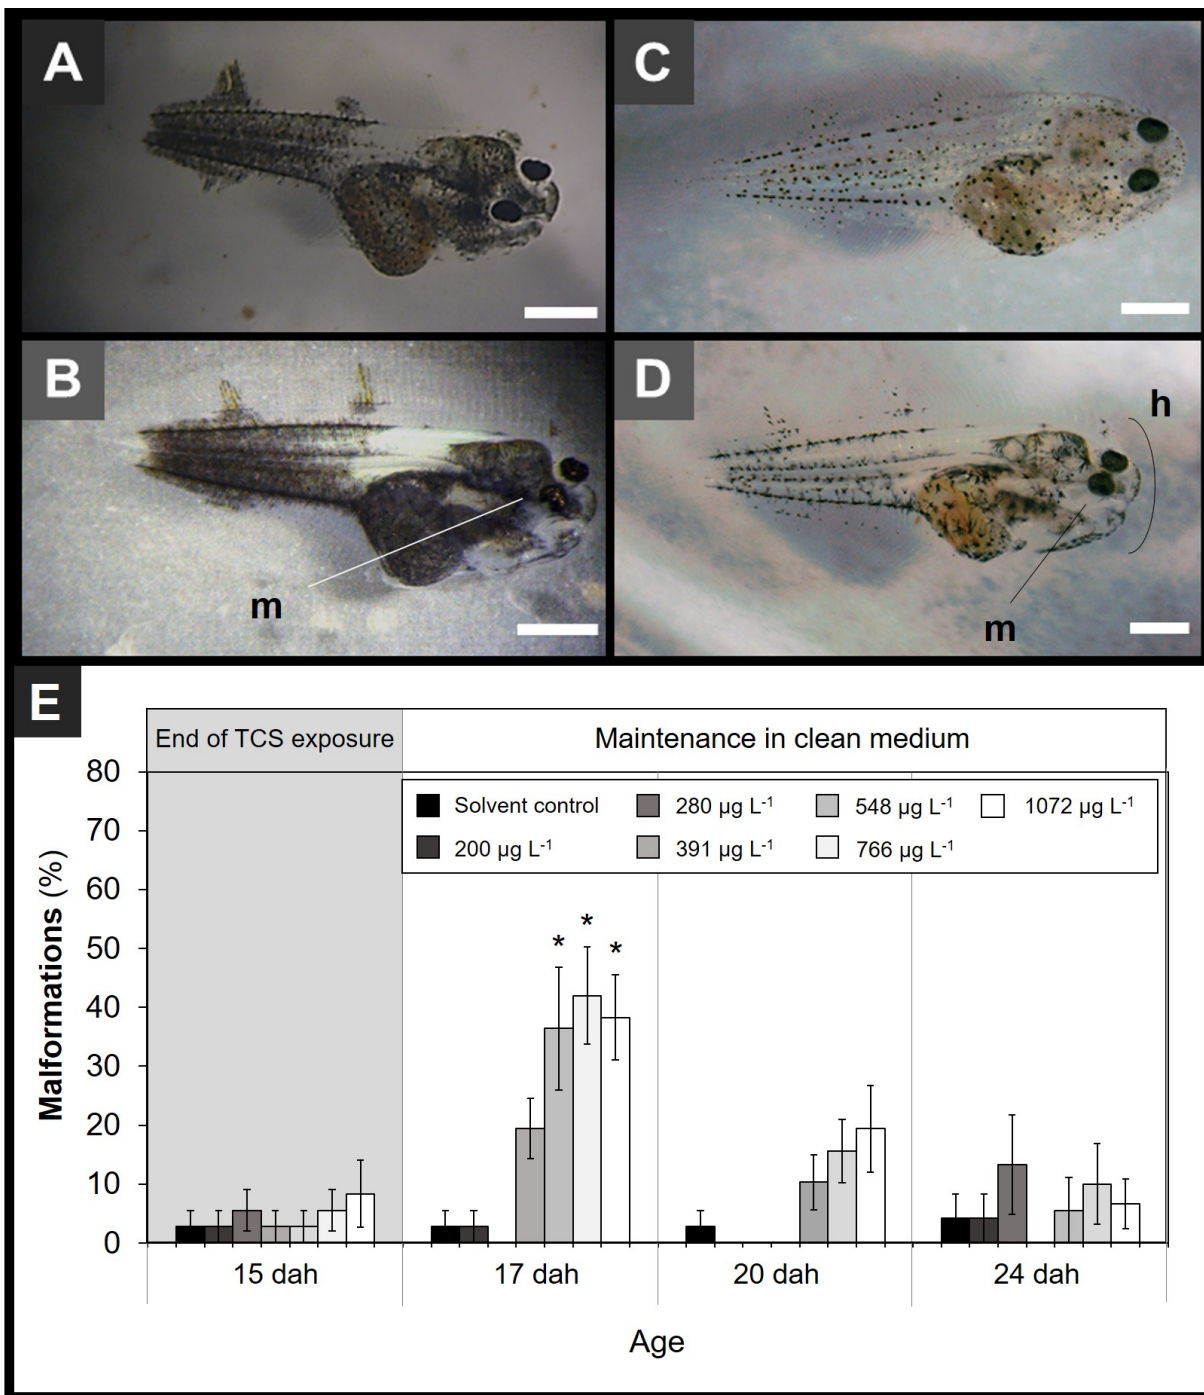 A
C
B
m
D
h
m
E
End of TCS exposure
Maintenance in clean medium
Solvent control
280 µg L-1
548 µg L-1
1072 µg L-1
200 µg L-1
391 µg L-1
766 µg L-1
80
70
60
50
40
30
20
10
0
Malformations (%)
*
*
*
15 dah
17 dah
20 dah
24 dah
Age